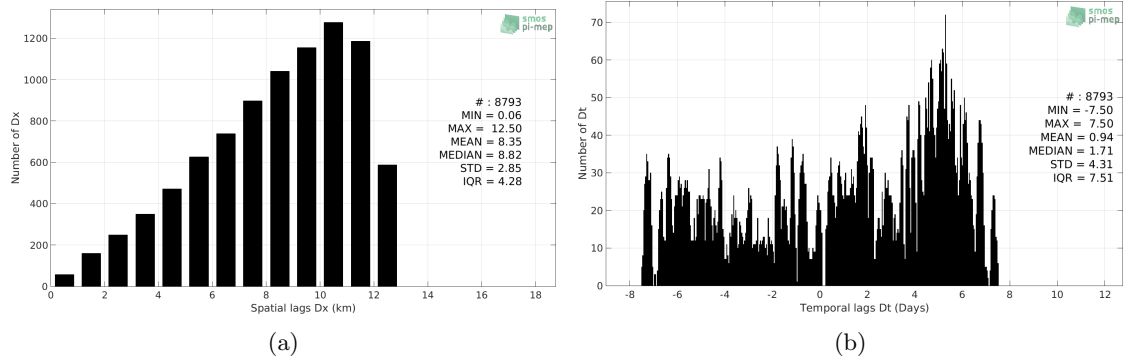 smos
pi-mep
1200
1000
800
600
400
200
0
Number of Dx
# : 8793
MIN = 0.06
MAX = 12.50
MEAN = 8.35
MEDIAN = 8.82
STD = 2.85
IQR = 4.28
0 2 4 6 8 10 12 14 16 18
Spatial lags Dx (km)
(a)
smos
pi-mep
70
60
50
40
30
20
10
0
Number of Dt
# : 8793
MIN = -7.50
MAX = 7.50
MEAN = 0.94
MEDIAN = 1.71
STD = 4.31
IQR = 7.51
-8 -6 -4 -2 0 2 4 6 8 10 12
Temporal lags Dt (Days)
(b)